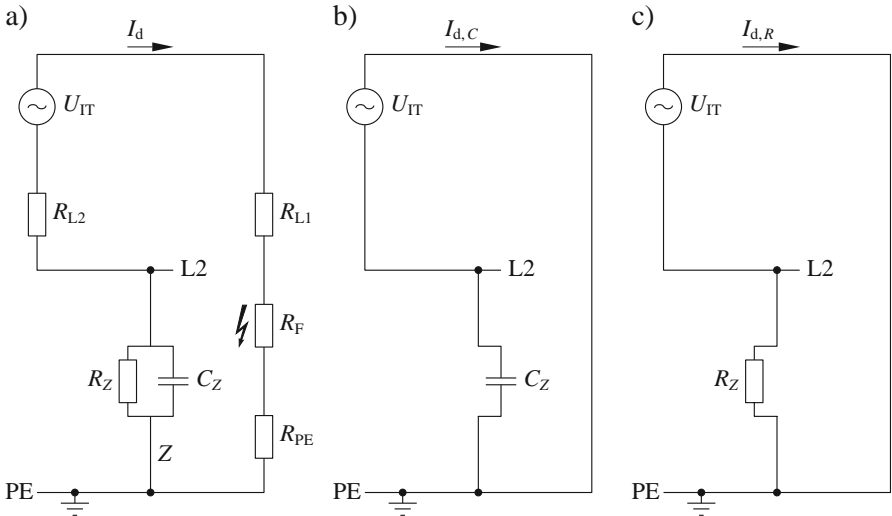 a)
I_d
U_IT
R_L2
R_L1
L2
R_F
R_Z
C_Z
Z
R_PE
PE
b)
I_d, C
U_IT
L2
C_Z
PE
c)
I_d, R
U_IT
L2
R_Z
PE